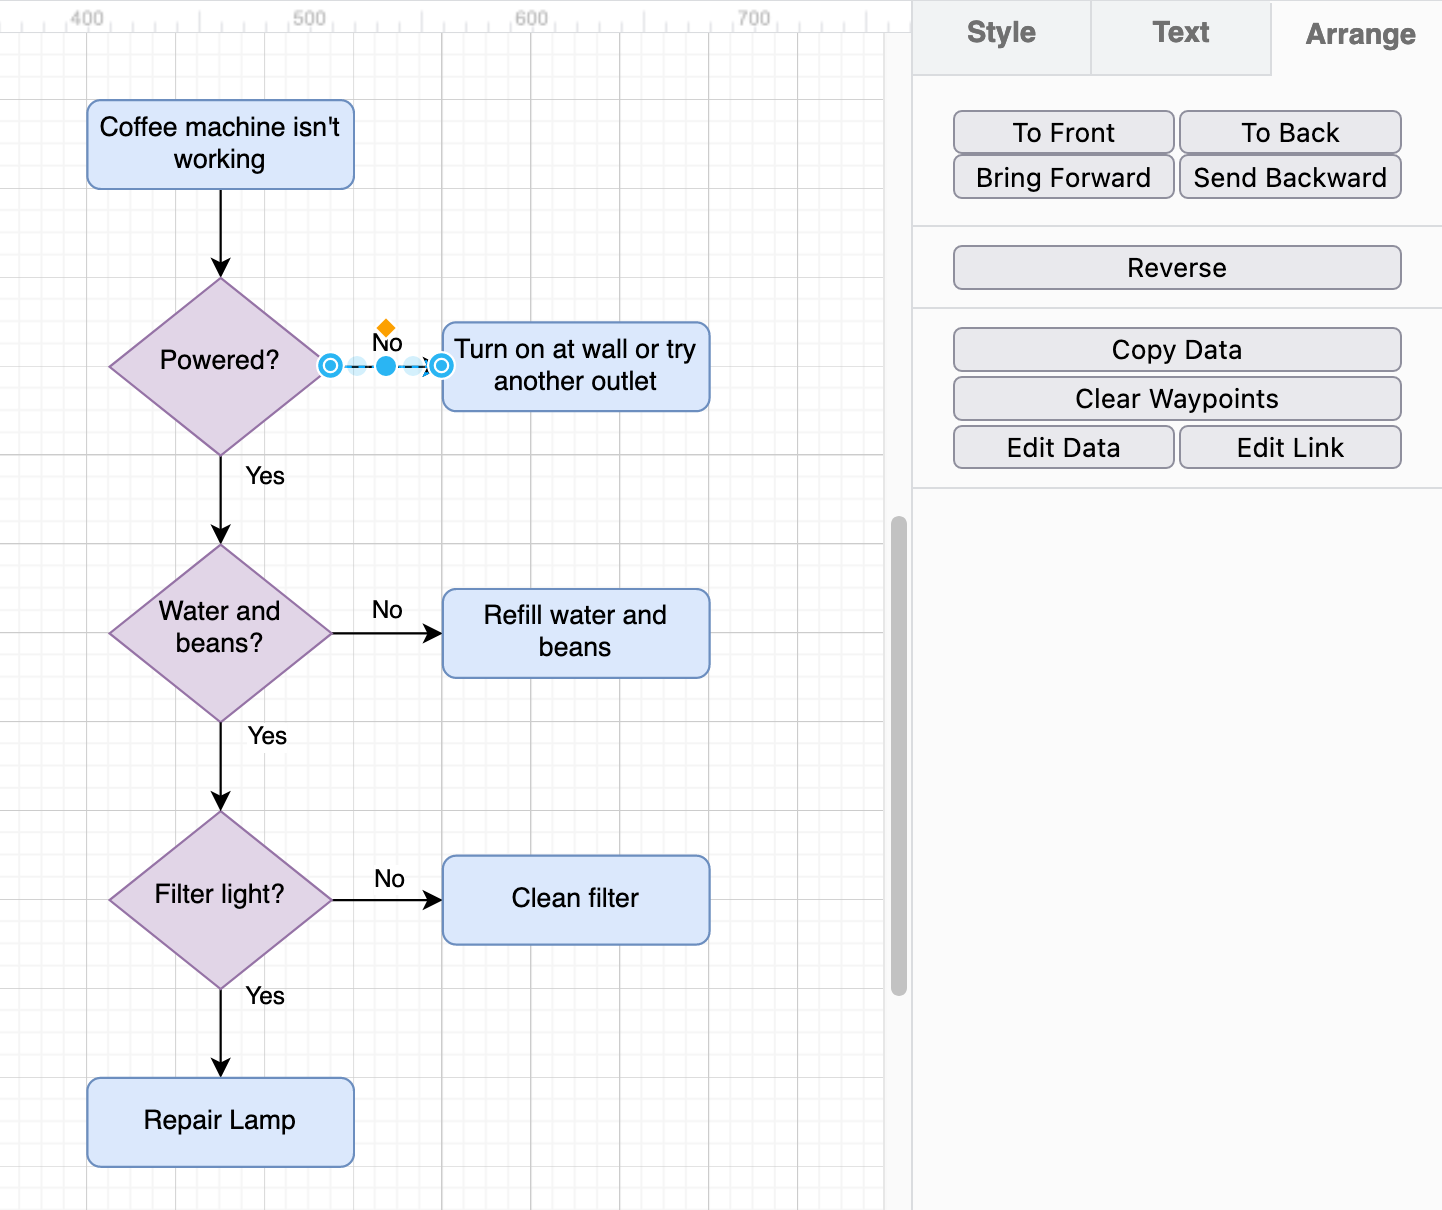 400
500
600
700
Style
Text
Arrange
Coffee machine isn't
working
To Front
To Back
Bring Forward
Send Backward
Reverse
Powered?
No
Turn on at wall or try
another outlet
Copy Data
Clear Waypoints
Edit Data
Edit Link
Yes
Water and
beans?
No
Refill water and
beans
Yes
Filter light?
No
Clean filter
Yes
Repair Lamp